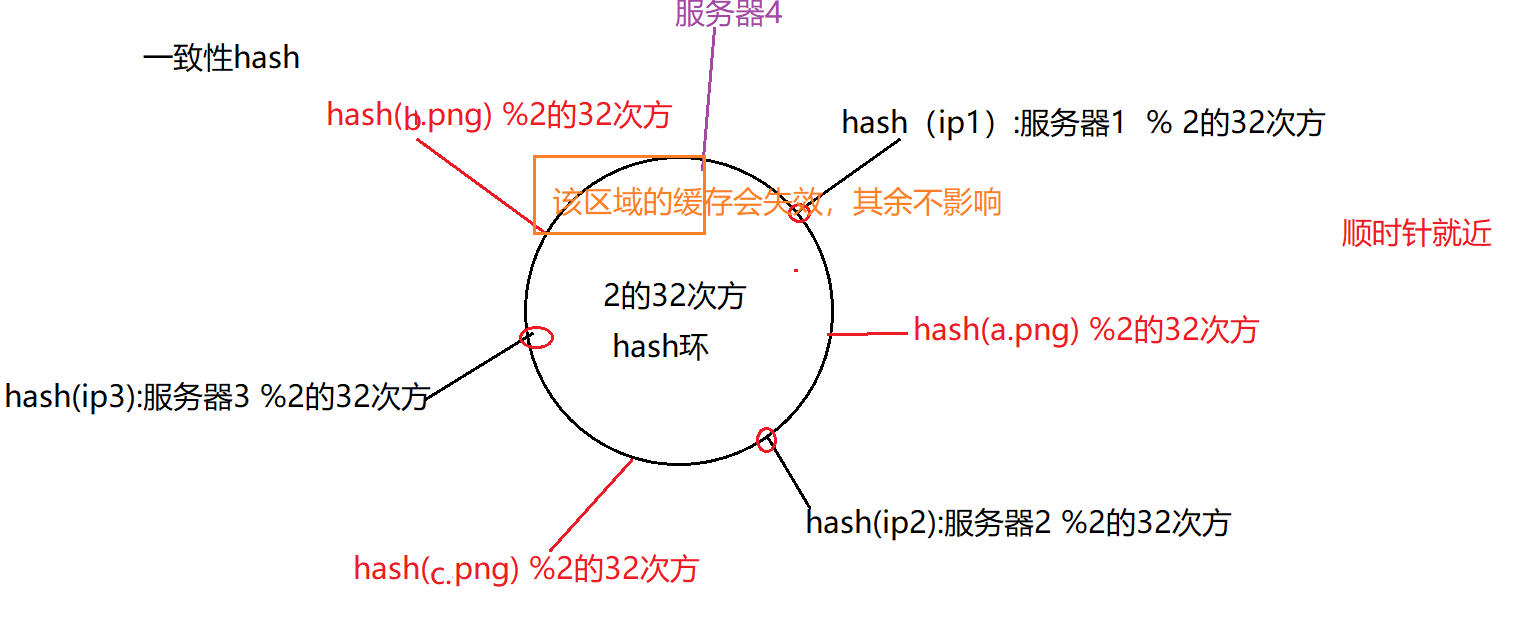 服务器4
一致性hash
hash(b.png) %2的32次方
hash（ip1）:服务器1  % 2的32次方
该区域的缓存会失效，其余不影响
顺时针就近
2的32次方
hash环
hash(a.png) %2的32次方
hash(ip3):服务器3 %2的32次方
hash(ip2):服务器2 %2的32次方
hash(c.png) %2的32次方